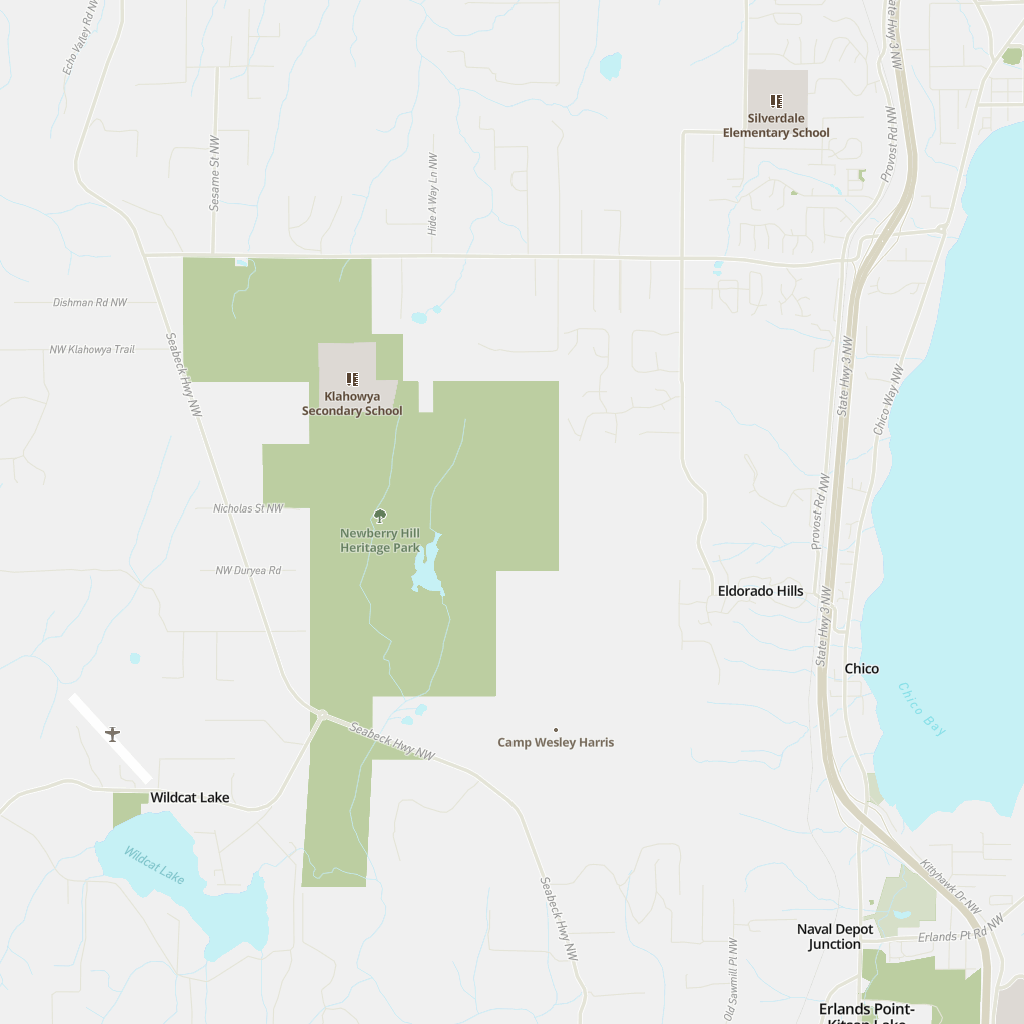 Echo Valley Rd NW
State Hwy 3 NW
Silverdale
Elementary School
Provost Rd NW
Sesame St NW
Hide A Way Ln NW
Dishman Rd NW
NW Klahowya Trail
Seabeck Hwy NW
Klahowya
Secondary School
State Hwy 3 NW
Chico Way NW
Nicholas St NW
Newberry Hill
Heritage Park
Provost Rd NW
NW Duryea Rd
Eldorado Hills
State Hwy 3 NW
Chico
Chico Bay
Seabeck Hwy NW
Camp Wesley Harris
Wildcat Lake
Wildcat Lake
Kittyhawk Dr NW
Seabeck Hwy NW
Naval Depot
Junction
Erlands Pt Rd NW
Old Sawmill Pl NW
Erlands Point-
Kitsap Lake